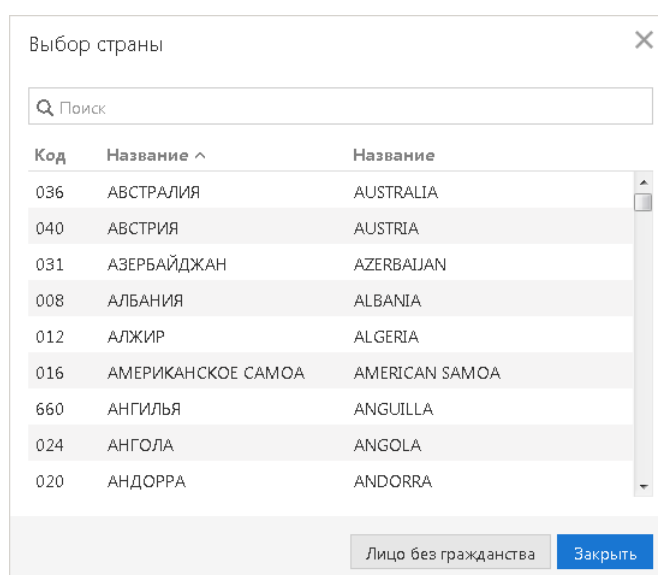 Выбор страны
Поиск
Код Название Название
036 АВСТРАЛИЯ AUSTRALIA
040 АВСТРИЯ AUSTRIA
031 АЗЕРБАЙДЖАН AZERBAIJAN
008 АЛБАНИЯ ALBANIA
012 АЛЖИР ALGERIA
016 АМЕРИКАНСКОЕ САМОА AMERICAN SAMOA
660 АНГИЛЬЯ ANGUILLA
024 АНГОЛА ANGOLA
020 АНДОРРА ANDORRA
Лицо без гражданства Закрыть